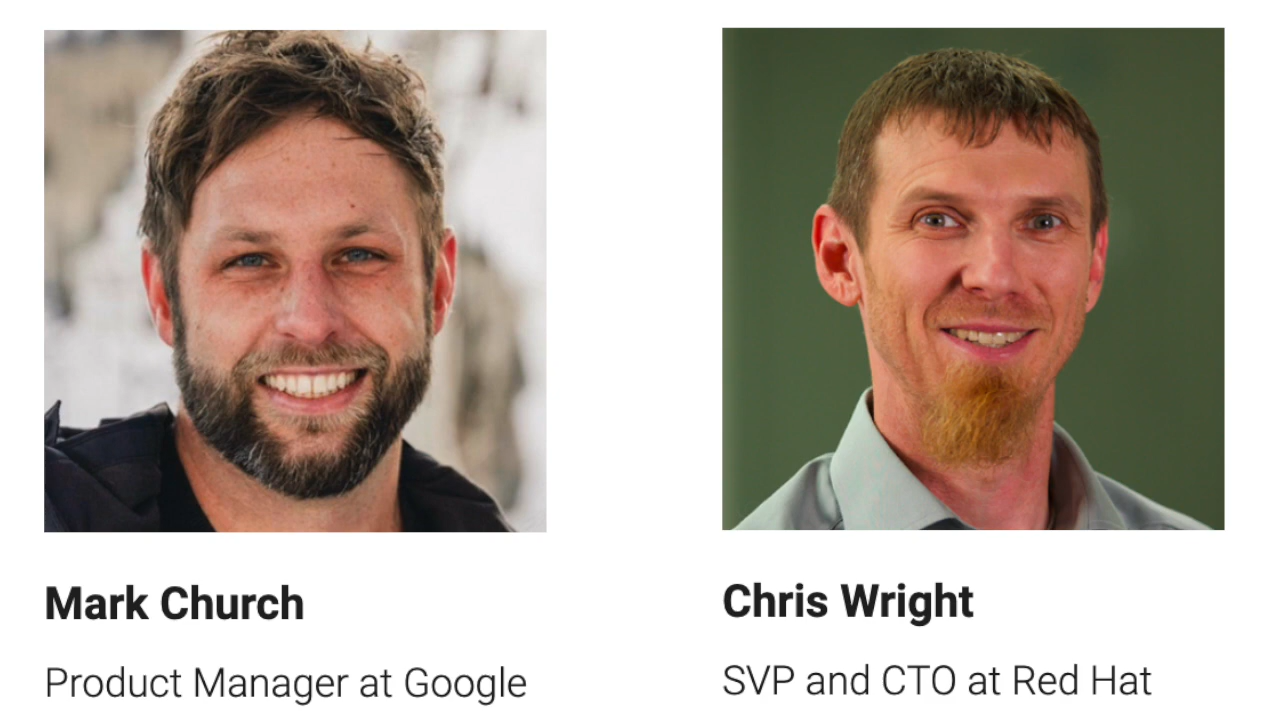 Mark Church
Product Manager at Google
Chris Wright
SVP and CTO at Red Hat